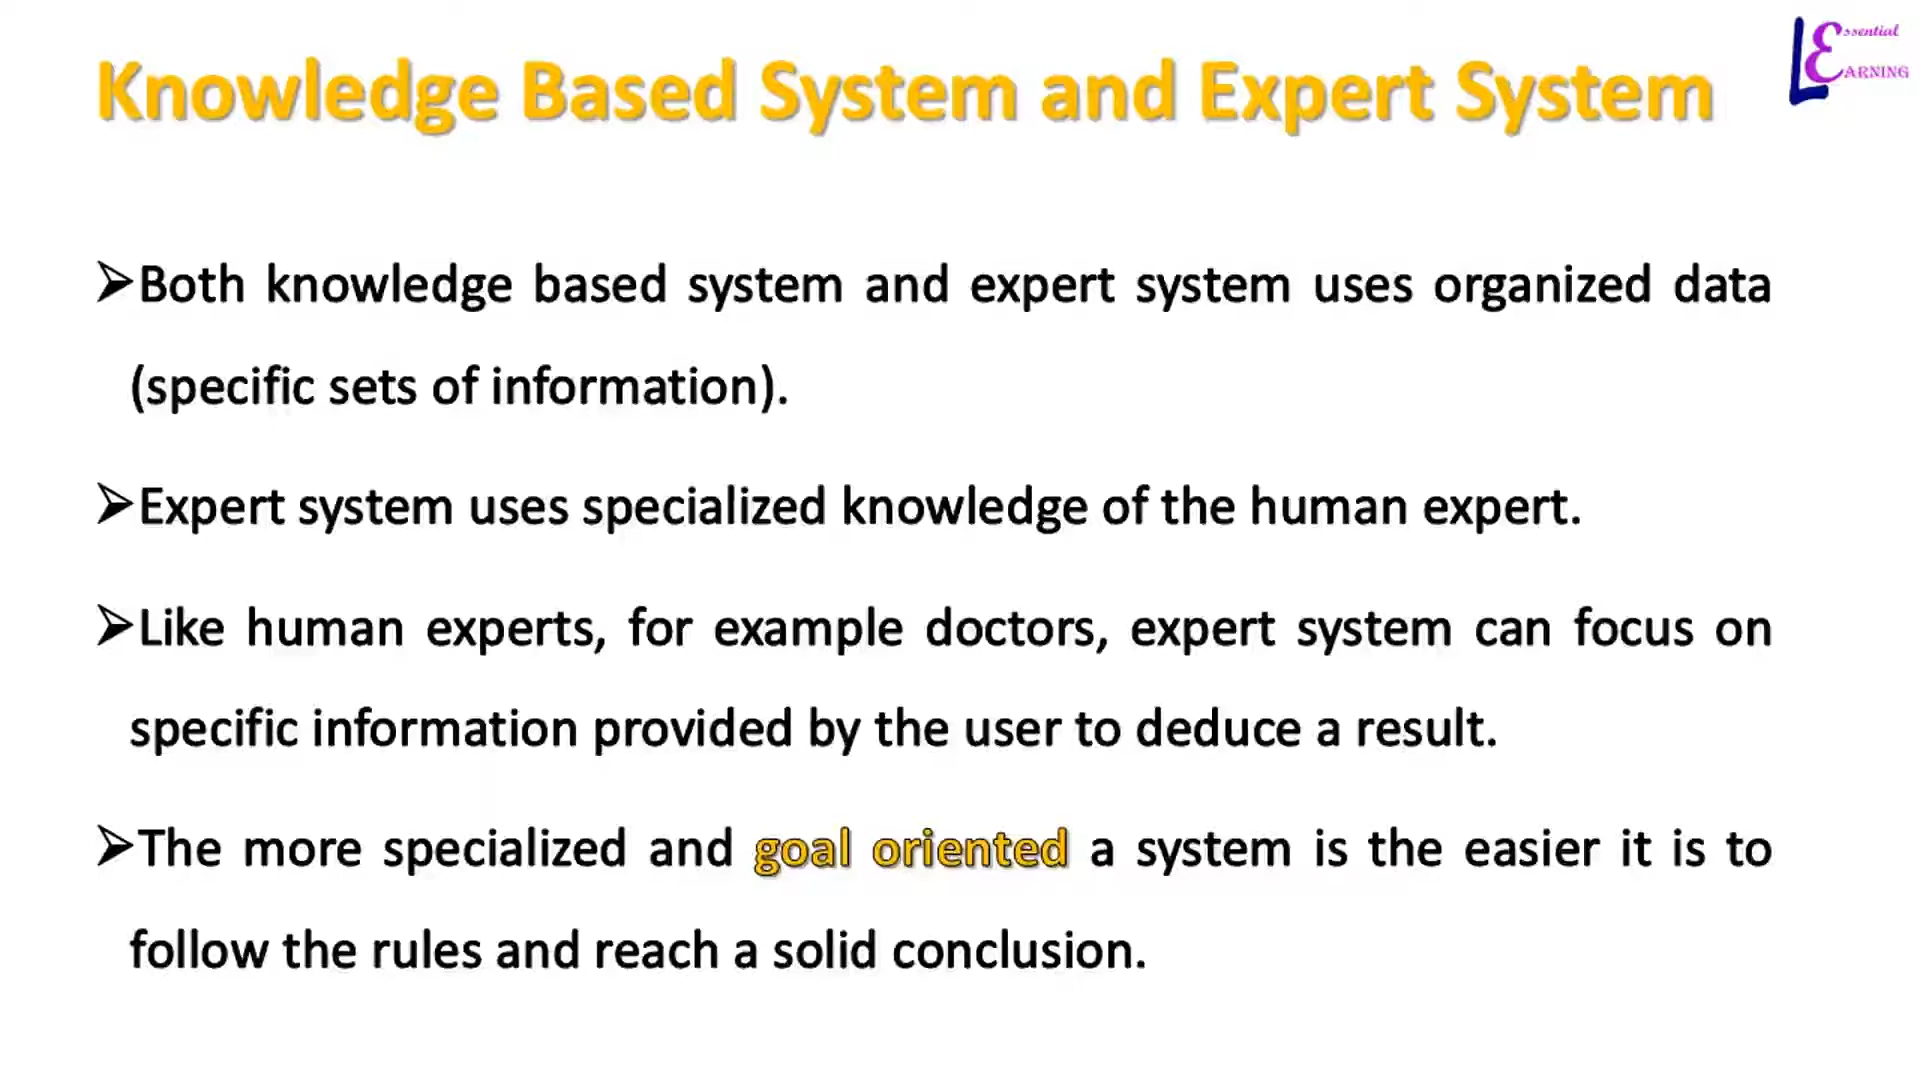 Knowledge Based System and Expert System
Essential
LEARNING
➢Both knowledge based system and expert system uses organized data
(specific sets of information).
➢Expert system uses specialized knowledge of the human expert.
➢Like human experts, for example doctors, expert system can focus on
specific information provided by the user to deduce a result.
➢The more specialized and goal oriented a system is the easier it is to
follow the rules and reach a solid conclusion.